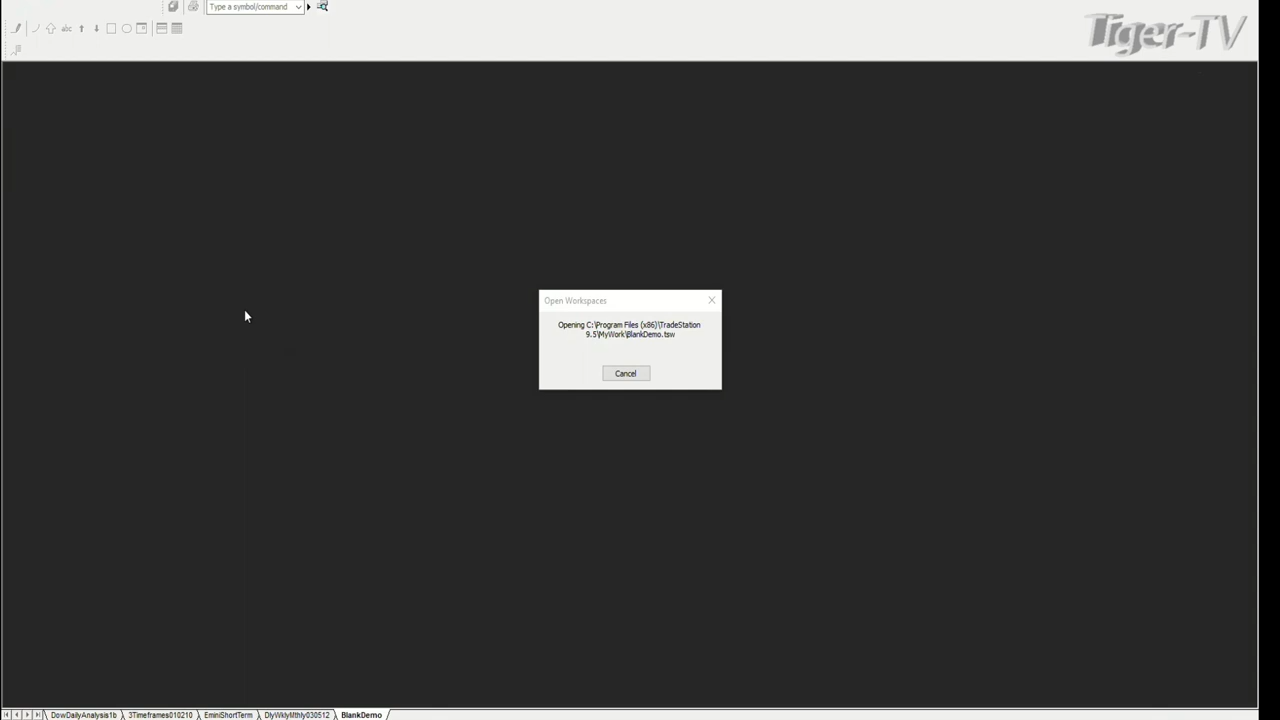 Type a symbol/command
Tiger-TV
abc
Open Workspaces
Opening C:\Program Files (x86)\TradeStation
9.5\MyWork\BlankDemo.tsw
Cancel
DowDailyAnalysis1b
3Timeframes010210
EminiShortTerm
DlyWklyMthly030512
BlankDemo